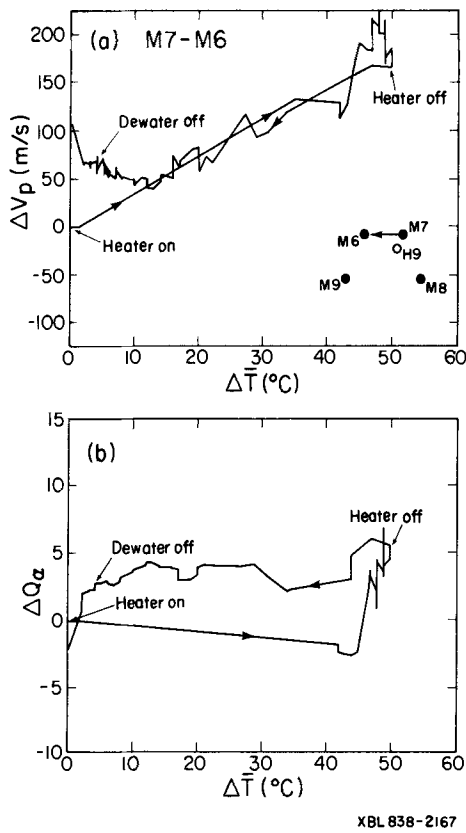 (a) M7-M6
ΔVp (m/s)
200
150
100
50
0
-50
-100
Dewater off
Heater off
Heater on
M6
M7
H9
M9
M8
0 10 20 30 40 50 60
ΔT̄ (°C)
(b)
ΔQα
15
10
5
0
-5
-10
Heater off
Dewater off
Heater on
0 10 20 30 40 50 60
ΔT̄ (°C)
XBL 838-2167